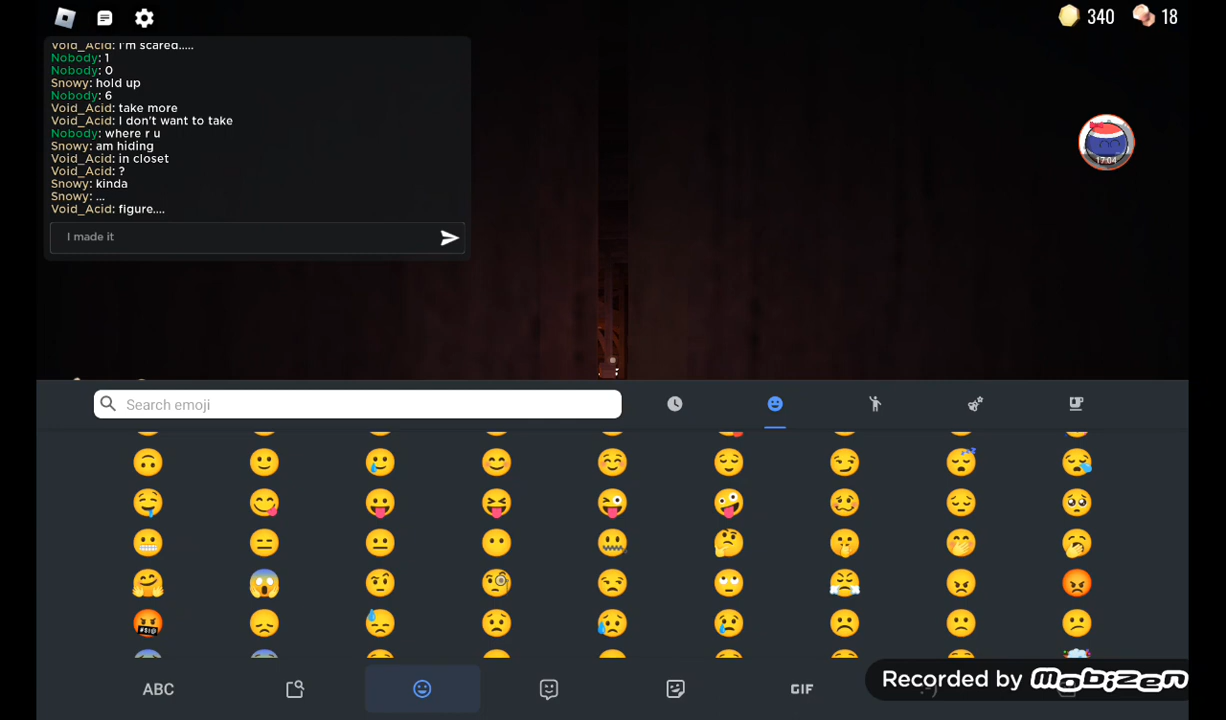 340
18
Void_Acid: I'm scared.....
Nobody: 1
Nobody: 0
Snowy: hold up
Nobody: 6
Void_Acid: take more
Void_Acid: I don't want to take
Nobody: where r u
Snowy: am hiding
Void_Acid: in closet
Void_Acid: ?
Snowy: kinda
Snowy: ...
Void_Acid: figure....
I made it
17:04
Search emoji
ABC
GIF
Recorded by Mobizen